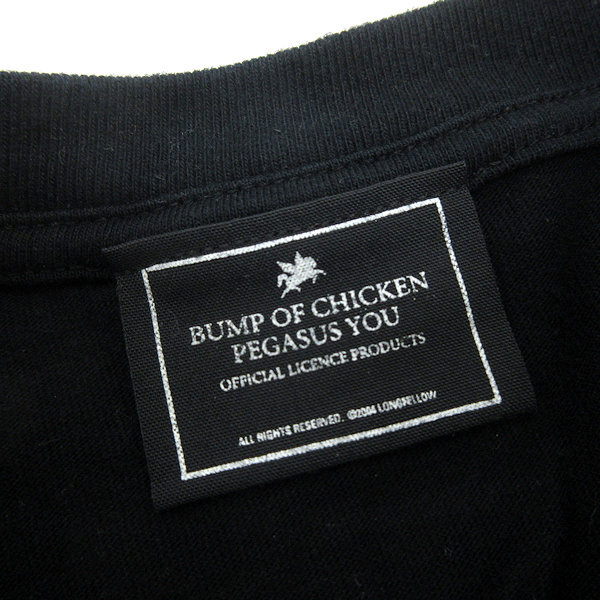 BUMP OF CHICKEN
PEGASUS YOU
OFFICIAL LICENCE PRODUCTS
ALL RIGHTS RESERVED. ©2004 LONGFELLOW